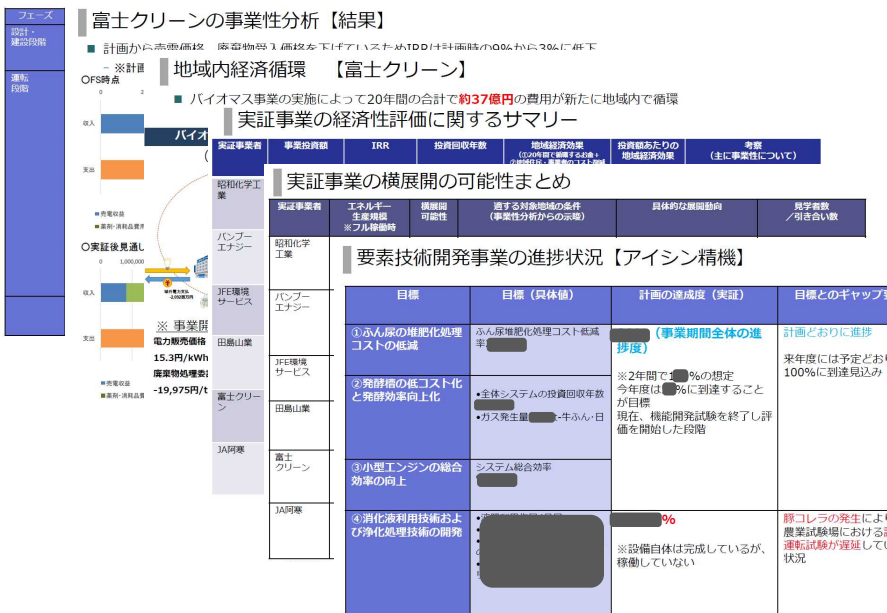 フェーズ
設計・
建設段階
運転
段階
富士クリーンの事業性分析【結果】
■ 計画から売電価格、廃棄物受入価格を下げているためIRRは計画時の9%から3%に低下
– ※計画
〇FS時点
0
2
収入
支出
■売電収益
〇実証後見通し
0
1,000,000
収入
支出
■売電収益
地域内経済循環 【富士クリーン】
■ バイオマス事業の実施によって20年間の合計で約37億円の費用が新たに地域内で循環
バイオ
(
※ 事業開
電力販売価格
15.3円/kWh
廃棄物処理委
-19,975円/t
実証事業の経済性評価に関するサマリー
実証事業者
事業投資額
IRR
投資回収年数
地域経済効果
(①20年間で循環するお金+
投資額あたりの
地域経済効果
考察
(主に事業性について)
昭和化学工
業
バンブー
エナジー
JFE環境
サービス
田島山業
富士クリー
ン
JA阿寒
実証事業の横展開の可能性まとめ
実証事業者
エネルギー
生産規模
※フル稼働時
横展開
可能性
適する対象地域の条件
(事業性分析からの示唆)
具体的な展開動向
見学者数
/引き合い数
昭和化学
工業
バンブー
エナジー
JFE環境
サービス
田島山業
富士
クリーン
JA阿寒
要素技術開発事業の進捗状況【アイシン精機】
目標
目標(具体値)
計画の達成度(実証)
目標とのギャップ
①ふん尿の堆肥化処理
コストの低減
ふん尿堆肥化処理コスト低減
率
(事業期間全体の進
捗度)
※2年間で1 %の想定
今年度は %に到達すること
が目標
現在、機能開発試験を終了し評
価を開始した段階
計画どおりに進捗
来年度には予定どお
100%に到達見込み
②発酵槽の低コスト化
と発酵効率向上化
•全体システムの投資回収年数
•ガス発生量 t-牛ふん・日
③小型エンジンの総合
効率の向上
システム総合効率
④消化液利用技術およ
び浄化処理技術の開発
%
※設備自体は完成しているが、
稼働していない
豚コレラの発生によ
農業試験場における
運転試験が遅延してい
状況